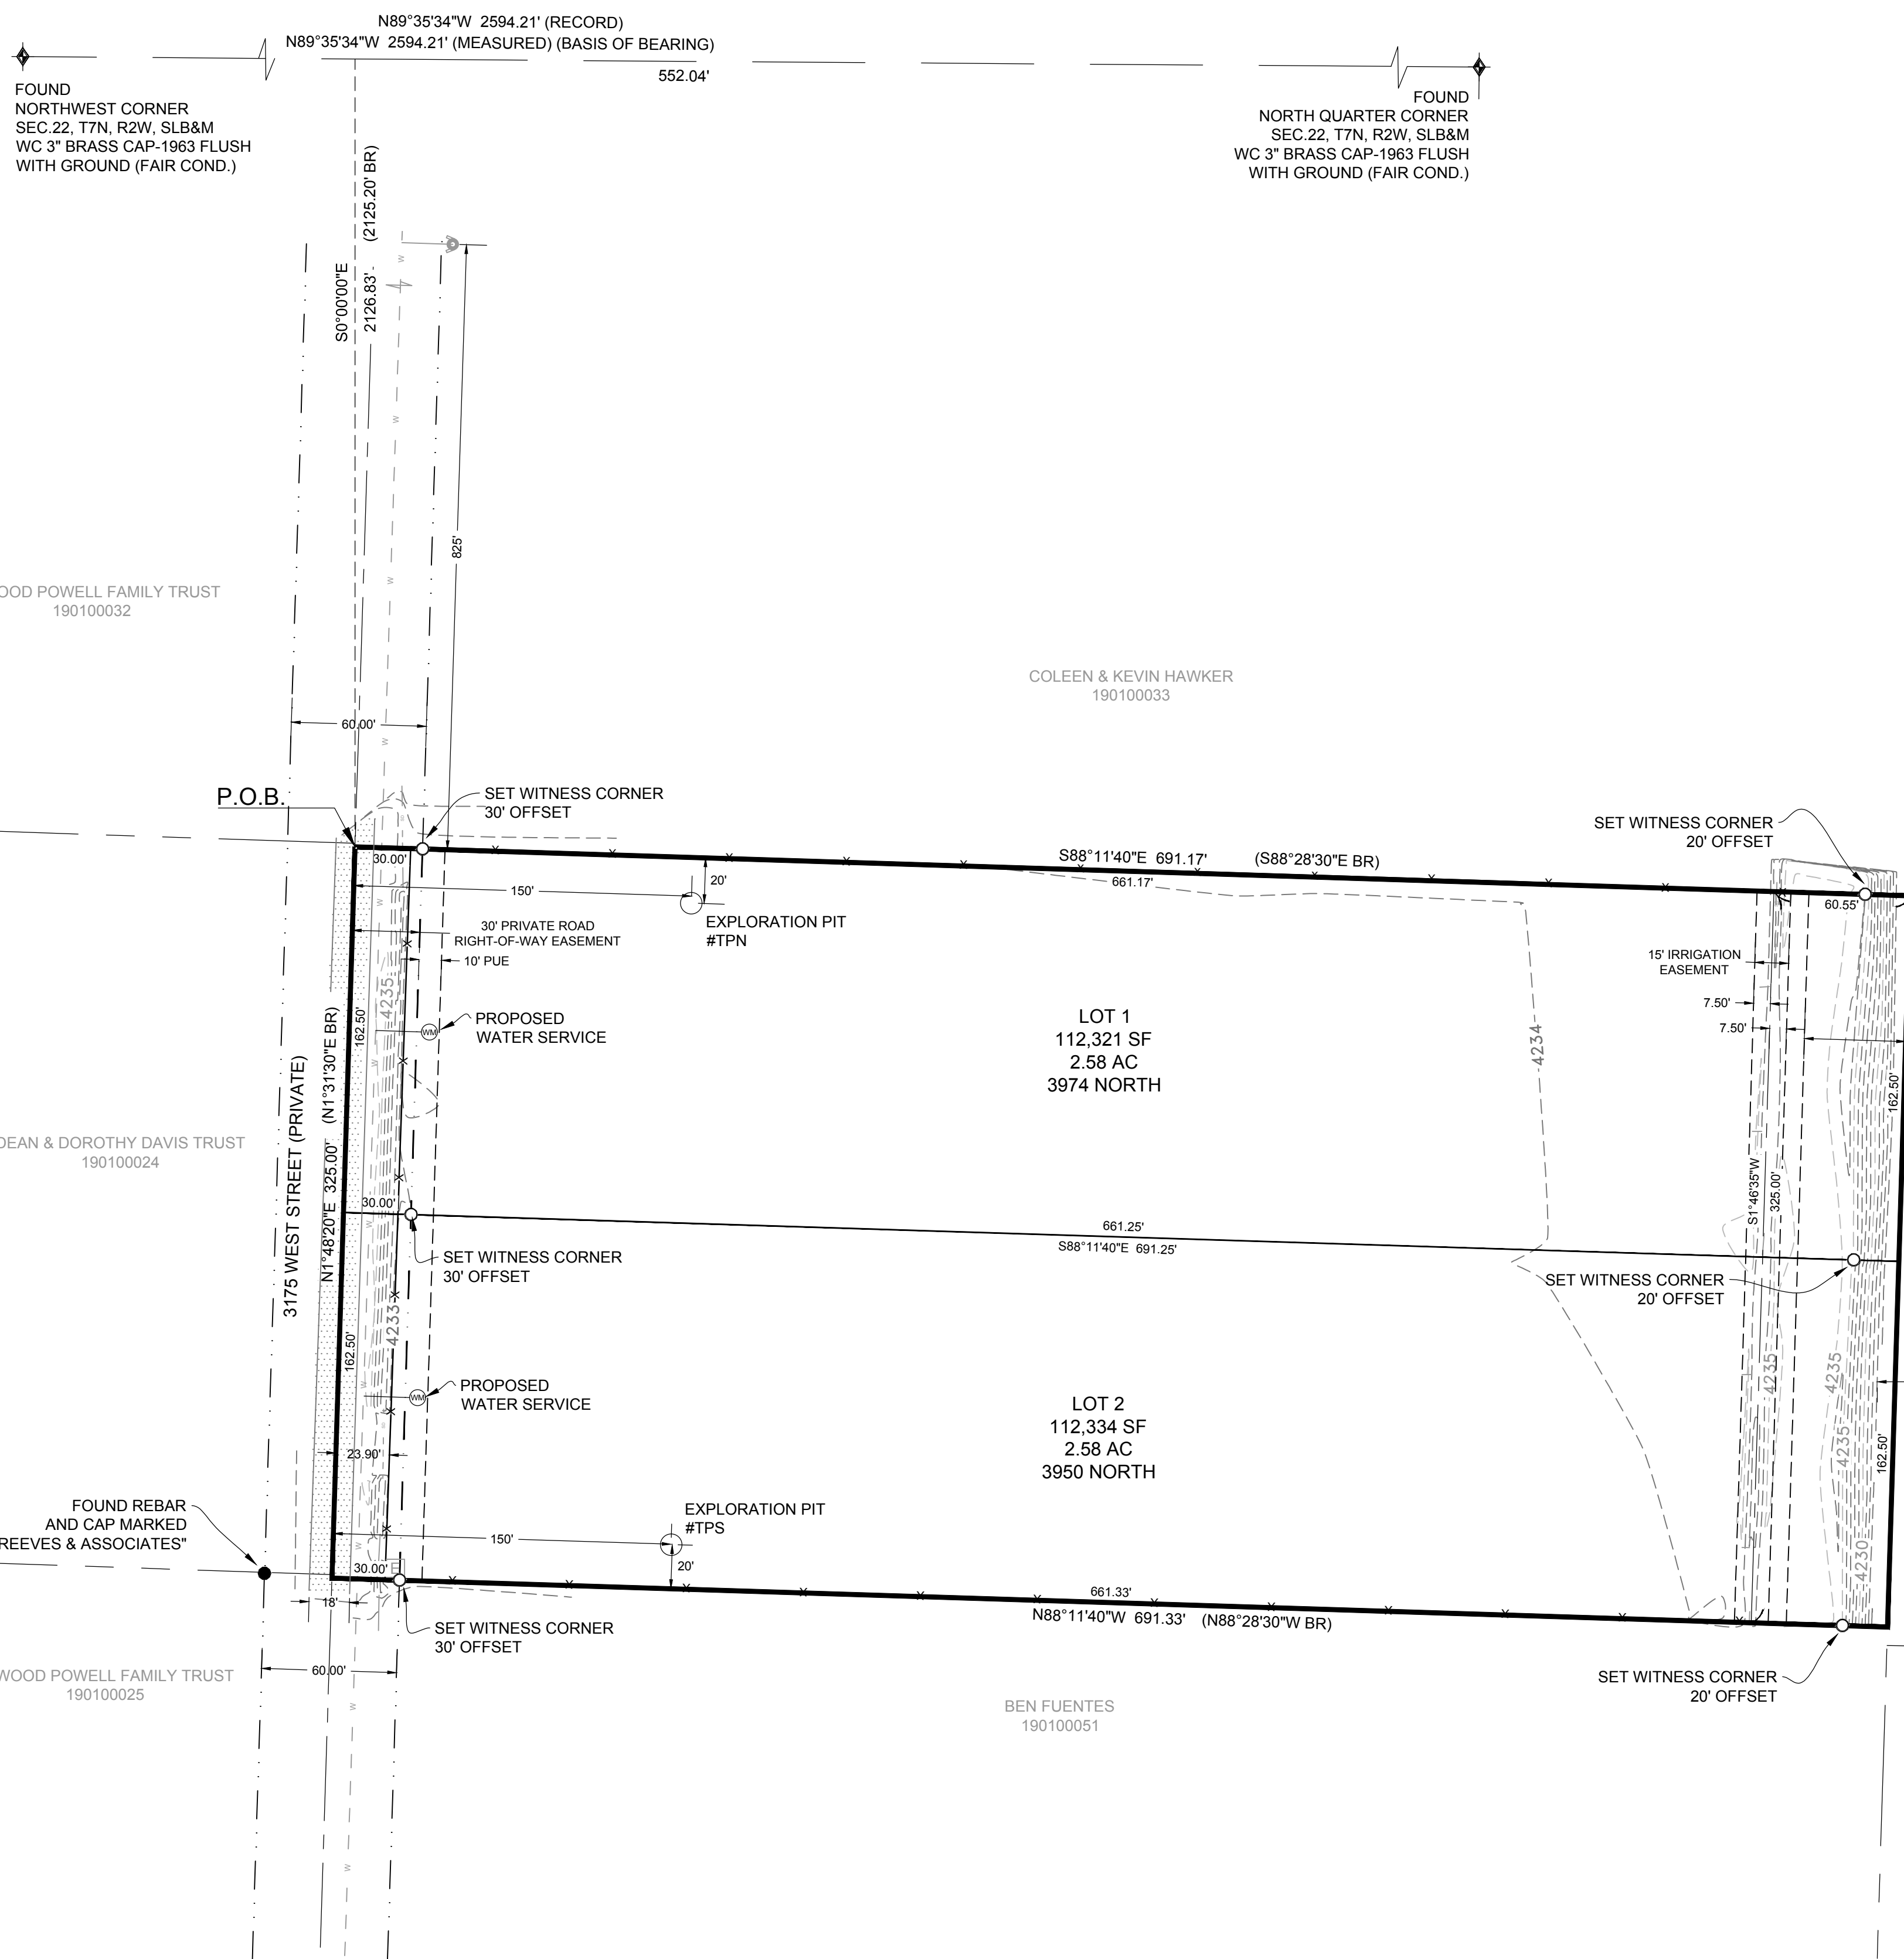 N89°35'34"W 2594.21' (RECORD)
N89°35'34"W 2594.21' (MEASURED) (BASIS OF BEARING)
552.04'
FOUND
NORTHWEST CORNER
SEC.22, T7N, R2W, SLB&M
WC 3" BRASS CAP-1963 FLUSH
WITH GROUND (FAIR COND.)
FOUND
NORTH QUARTER CORNER
SEC.22, T7N, R2W, SLB&M
WC 3" BRASS CAP-1963 FLUSH
WITH GROUND (FAIR COND.)
S0°00'00"E
2126.83' (2125.20' BR)
825'
OOD POWELL FAMILY TRUST
190100032
COLEEN & KEVIN HAWKER
190100033
60.00'
P.O.B.
SET WITNESS CORNER
30' OFFSET
SET WITNESS CORNER
20' OFFSET
30.00'
S88°11'40"E 691.17' (S88°28'30"E BR)
661.17'
60.55'
150'
20'
EXPLORATION PIT
#TPN
30' PRIVATE ROAD
RIGHT-OF-WAY EASEMENT
10' PUE
15' IRRIGATION
EASEMENT
7.50'
7.50'
4235
162.50'
PROPOSED
WATER SERVICE
WM
LOT 1
112,321 SF
2.58 AC
3974 NORTH
4234
162.50'
DEAN & DOROTHY DAVIS TRUST
190100024
3175 WEST STREET (PRIVATE)
N1°48'20"E 325.00' (N1°31'30"E BR)
S1°46'35"W
325.00'
30.00'
661.25'
S88°11'40"E 691.25'
SET WITNESS CORNER
30' OFFSET
SET WITNESS CORNER
20' OFFSET
4233
162.50'
PROPOSED
WATER SERVICE
WM
LOT 2
112,334 SF
2.58 AC
3950 NORTH
4235
4235
4235
4230
162.50'
23.90'
FOUND REBAR
AND CAP MARKED
REEVES & ASSOCIATES"
EXPLORATION PIT
#TPS
150'
20'
30.00'
18'
661.33'
N88°11'40"W 691.33' (N88°28'30"W BR)
SET WITNESS CORNER
30' OFFSET
SET WITNESS CORNER
20' OFFSET
60.00'
WOOD POWELL FAMILY TRUST
190100025
BEN FUENTES
190100051